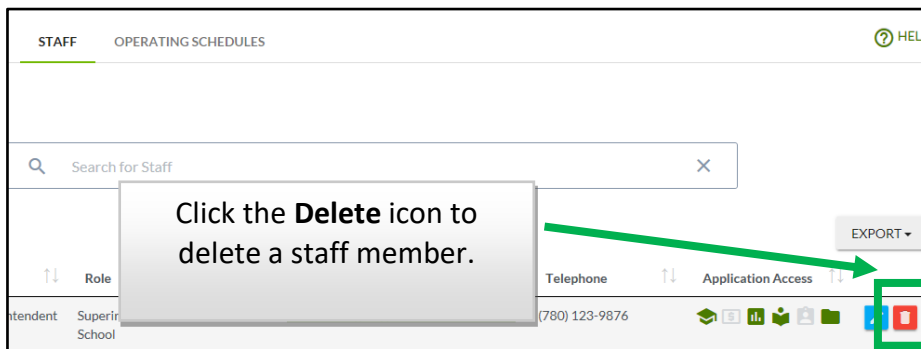 STAFF OPERATING SCHEDULES HEL
Search for Staff
Click the Delete icon to
delete a staff member.
EXPORT
Role Telephone Application Access
ntendent Superin (780) 123-9876
School